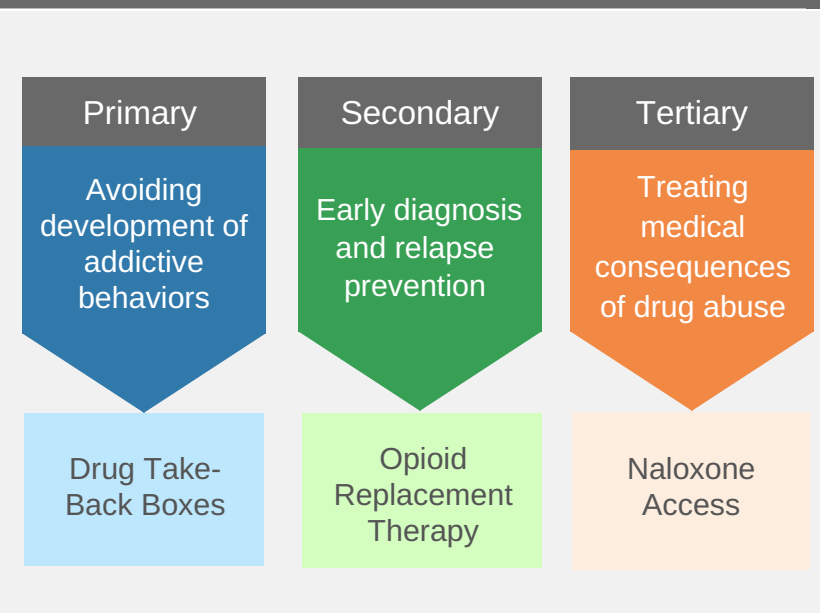 Primary
Avoiding
development of
addictive
behaviors
Drug Take-
Back Boxes
Secondary
Early diagnosis
and relapse
prevention
Opioid
Replacement
Therapy
Tertiary
Treating
medical
consequences
of drug abuse
Naloxone
Access